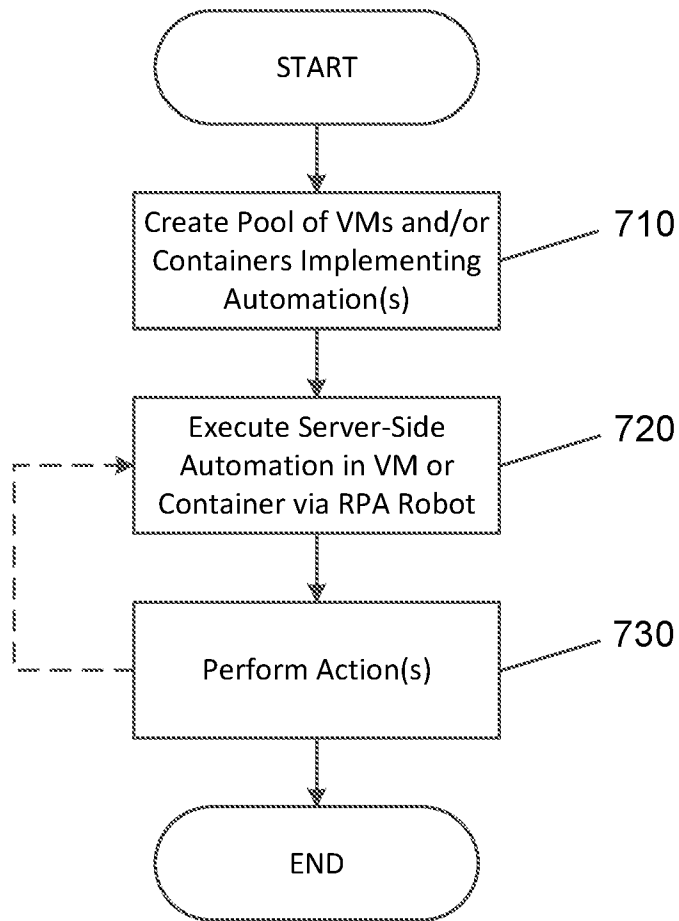 START
Create Pool of VMs and/or
Containers Implementing
Automation(s)
710
Execute Server-Side
Automation in VM or
Container via RPA Robot
720
Perform Action(s)
730
END